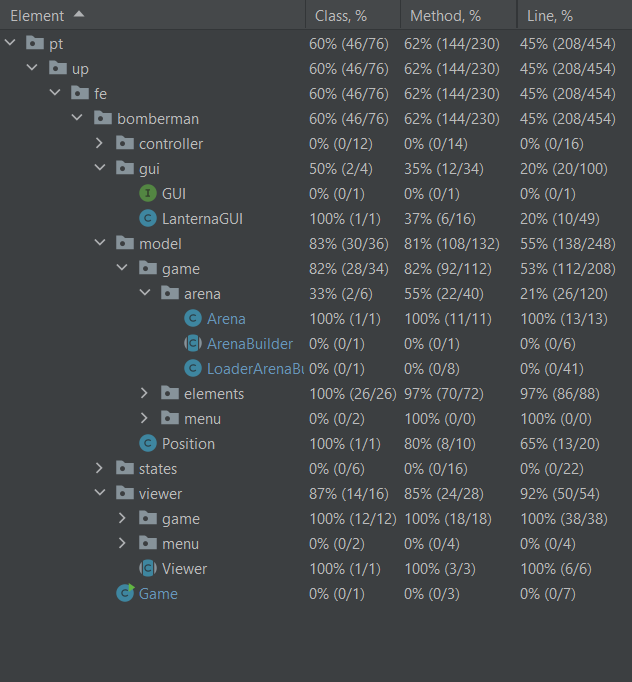 Element Class, % Method, % Line, %
pt 60% (46/76) 62% (144/230) 45% (208/454)
up 60% (46/76) 62% (144/230) 45% (208/454)
fe 60% (46/76) 62% (144/230) 45% (208/454)
bomberman 60% (46/76) 62% (144/230) 45% (208/454)
controller 0% (0/12) 0% (0/14) 0% (0/16)
gui 50% (2/4) 35% (12/34) 20% (20/100)
I GUI 0% (0/1) 0% (0/1) 0% (0/1)
C LanternaGUI 100% (1/1) 37% (6/16) 20% (10/49)
model 83% (30/36) 81% (108/132) 55% (138/248)
game 82% (28/34) 82% (92/112) 53% (112/208)
arena 33% (2/6) 55% (22/40) 21% (26/120)
C Arena 100% (1/1) 100% (11/11) 100% (13/13)
C ArenaBuilder 0% (0/1) 0% (0/1) 0% (0/6)
C LoaderArenaBu 0% (0/1) 0% (0/8) 0% (0/41)
elements 100% (26/26) 97% (70/72) 97% (86/88)
menu 0% (0/2) 100% (0/0) 100% (0/0)
C Position 100% (1/1) 80% (8/10) 65% (13/20)
states 0% (0/6) 0% (0/16) 0% (0/22)
viewer 87% (14/16) 85% (24/28) 92% (50/54)
game 100% (12/12) 100% (18/18) 100% (38/38)
menu 0% (0/2) 0% (0/4) 0% (0/4)
C Viewer 100% (1/1) 100% (3/3) 100% (6/6)
C Game 0% (0/1) 0% (0/3) 0% (0/7)